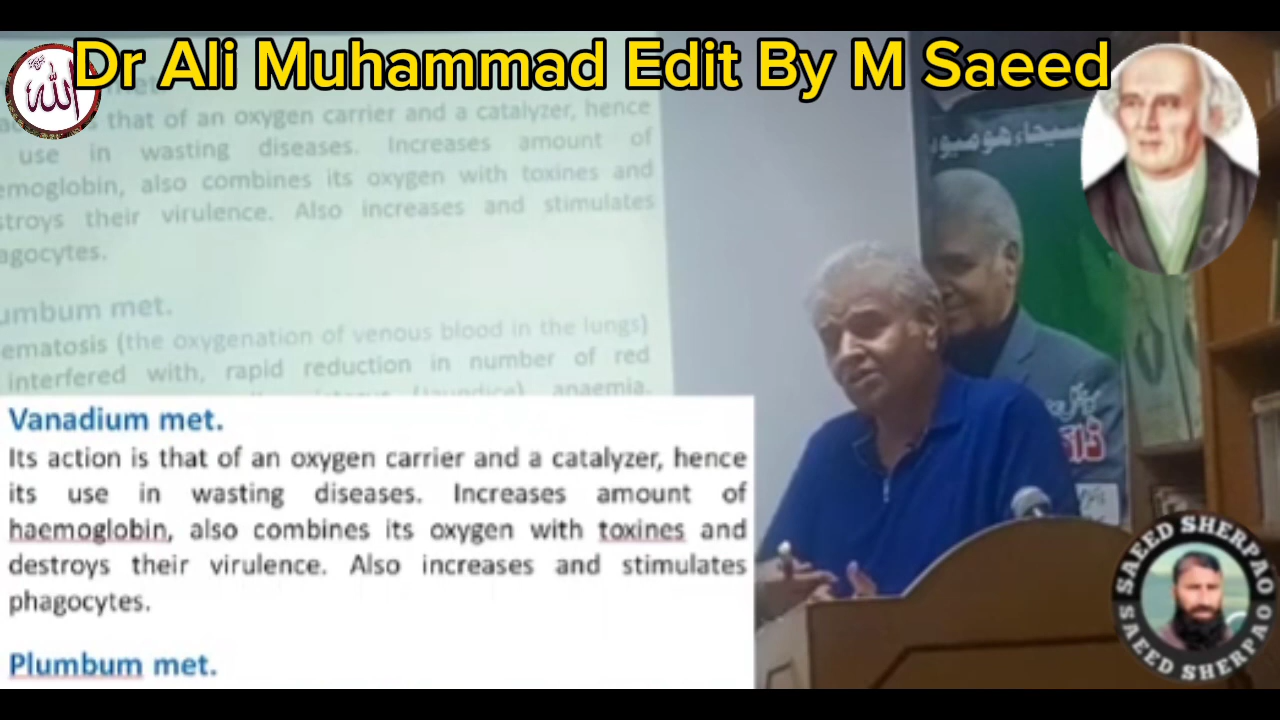 Dr Ali Muhammad Edit By M Saeed
الله
that of an oxygen carrier and a catalyzer, hence
use in wasting diseases. Increases amount of
emoglobin, also combines its oxygen with toxines and
stroys their virulence. Also increases and stimulates
agocytes.
umbum met.
ematosis (the oxygenation of venous blood in the lungs)
interfered with, rapid reduction in number of red
(jaundice) anaemia.
Vanadium met.
Its action is that of an oxygen carrier and a catalyzer, hence
its use in wasting diseases. Increases amount of
haemoglobin, also combines its oxygen with toxines and
destroys their virulence. Also increases and stimulates
phagocytes.
Plumbum met.
SAEED SHERPAO
SAEED SHERPAO